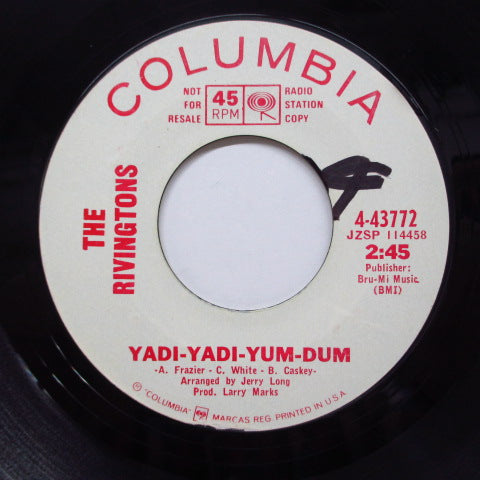 COLUMBIA
NOT FOR RESALE
45 RPM
RADIO STATION COPY
THE RIVINGTONS
4-43772
JZSP 114458
2:45
Publisher:
Bru-Mi Music
(BMI)
YADI-YADI-YUM-DUM
-A. Frazier - C. White - B. Caskey-
Arranged by Jerry Long
Prod. Larry Marks
® "COLUMBIA" MARCAS REG. PRINTED IN U.S.A.